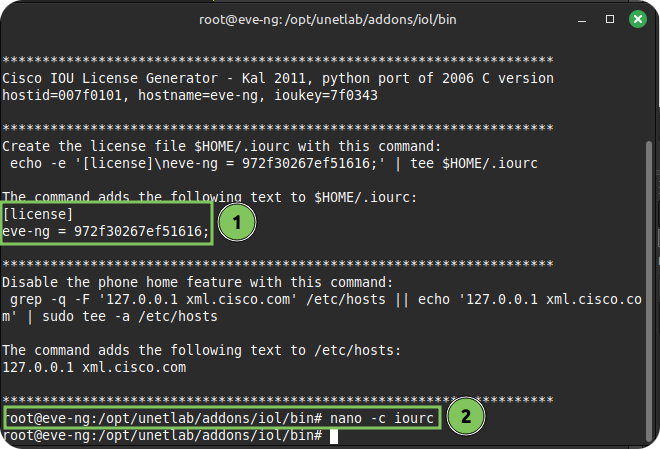 root@eve-ng:/opt/unetlab/addons/iol/bin
*********************************************************************
Cisco IOU License Generator - Kal 2011, python port of 2006 C version
hostid=007f0101, hostname=eve-ng, ioukey=7f0343
*********************************************************************
Create the license file $HOME/.iourc with this command:
echo -e '[license]\neve-ng = 972f30267ef51616;' | tee $HOME/.iourc
The command adds the following text to $HOME/.iourc:
[license]
eve-ng = 972f30267ef51616;
1
*********************************************************************
Disable the phone home feature with this command:
grep -q -F '127.0.0.1 xml.cisco.com' /etc/hosts || echo '127.0.0.1 xml.cisco.co
m' | sudo tee -a /etc/hosts
The command adds the following text to /etc/hosts:
127.0.0.1 xml.cisco.com
*********************************************************************
root@eve-ng:/opt/unetlab/addons/iol/bin# nano -c iourc
2
root@eve-ng:/opt/unetlab/addons/iol/bin#